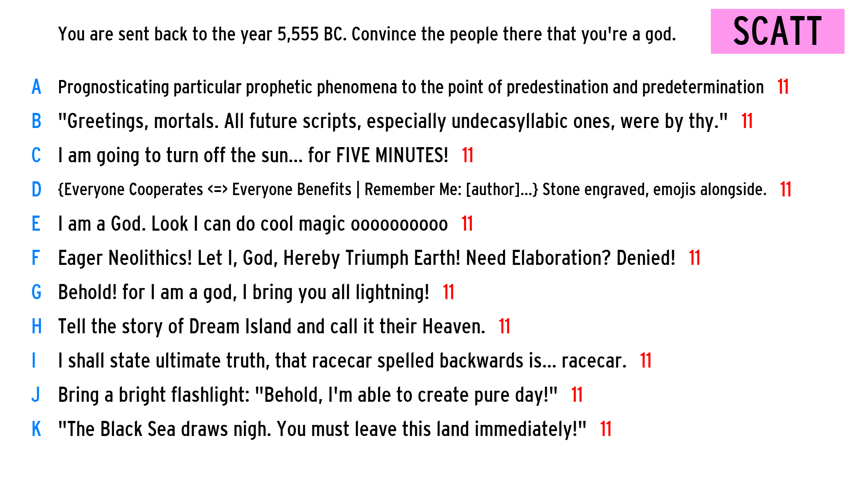 You are sent back to the year 5,555 BC. Convince the people there that you're a god.
SCATT
A Prognosticating particular prophetic phenomena to the point of predestination and predetermination 11
B "Greetings, mortals. All future scripts, especially undecasyllabic ones, were by thy." 11
C I am going to turn off the sun... for FIVE MINUTES! 11
D {Everyone Cooperates <=> Everyone Benefits | Remember Me: [author]...} Stone engraved, emojis alongside. 11
E I am a God. Look I can do cool magic oooooooooo 11
F Eager Neolithics! Let I, God, Hereby Triumph Earth! Need Elaboration? Denied! 11
G Behold! for I am a god, I bring you all lightning! 11
H Tell the story of Dream Island and call it their Heaven. 11
I I shall state ultimate truth, that racecar spelled backwards is... racecar. 11
J Bring a bright flashlight: "Behold, I'm able to create pure day!" 11
K "The Black Sea draws nigh. You must leave this land immediately!" 11